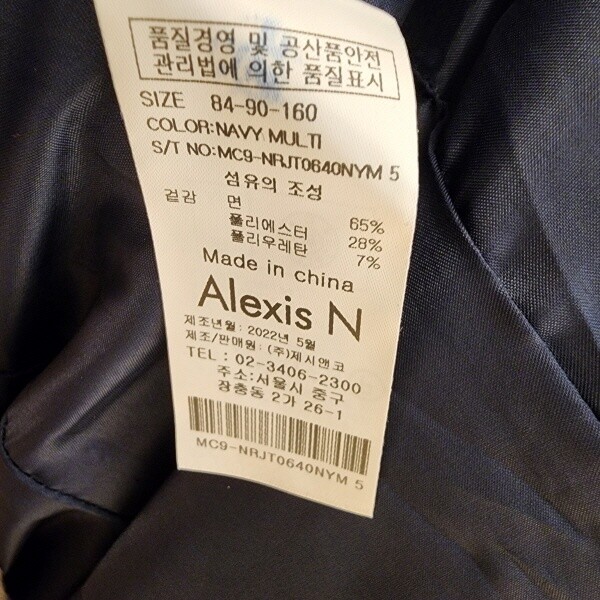 품질경영 및 공산품안전
관리법에 의한 품질표시
SIZE 84-90-160
COLOR:NAVY MULTI
S/T NO:MC9-NRJT0640NYM 5
섬유의 조성
겉감 면 65%
폴리에스터 28%
폴리우레탄 7%
Made in china
Alexis N
제조년월: 2022년 5월
제조/판매원: (주)제시앤코
TEL : 02-3406-2300
주소:서울시 중구
장충동 2가 26-1
MC9-NRJT0640NYM 5